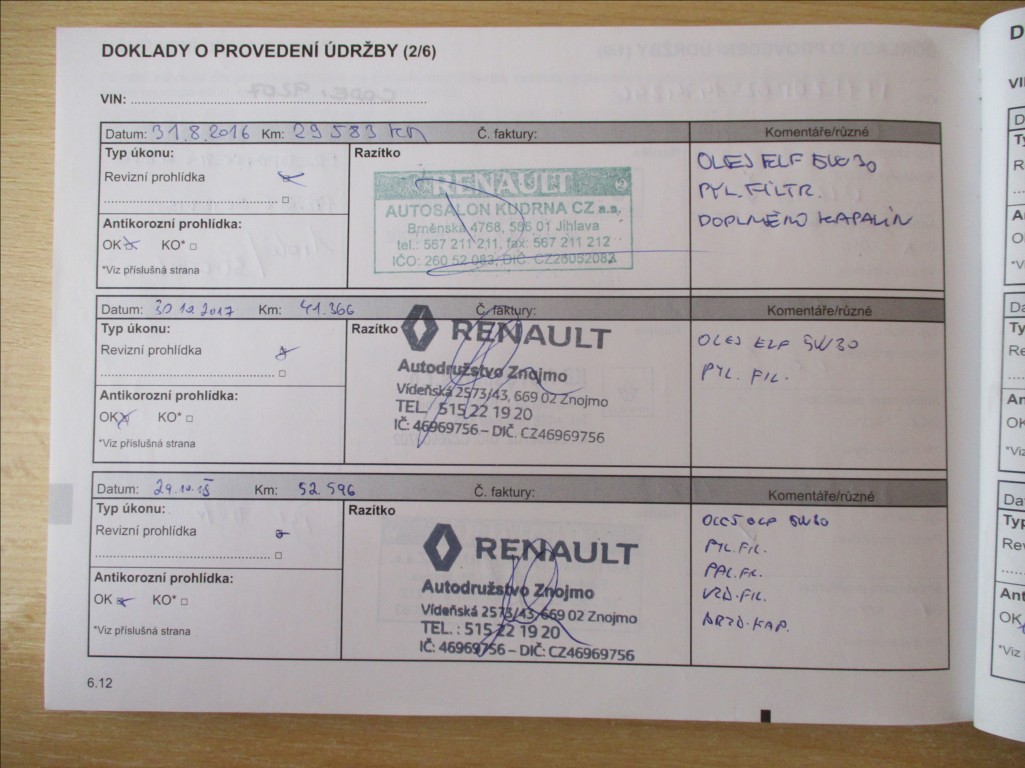 DOKLADY O PROVEDENÍ ÚDRŽBY (2/6)
VIN:
Datum: 31.8.2016 Km: 29 583 km Č. faktury: Komentáře/různé
Typ úkonu:
Revizní prohlídka
Antikorozní prohlídka:
OK KO*
*Viz příslušná strana
Razítko
RENAULT
AUTOSALON KUDRNA CZ a.s.
Brněnská 4768, 586 01 Jihlava
tel.: 567 211 211, fax: 567 211 212
IČO: 260 52 083, DIČ: CZ26052083
OLEJ ELF 5W30
PYL. FILTR.
DOPLNĚNO KAPALIN
Datum: 30 12.2017 Km: 41.366 Č. faktury: Komentáře/různé
Typ úkonu:
Revizní prohlídka
Antikorozní prohlídka:
OK KO*
*Viz příslušná strana
Razítko
RENAULT
Autodružstvo Znojmo
Vídeňská 2573/43, 669 02 Znojmo
TEL. 515 22 19 20
IČ: 46969756 – DIČ. CZ46969756
OLEJ ELF 5W30
PYL. FIL.
Datum: 29.10.18 Km: 52.596 Č. faktury: Komentáře/různé
Typ úkonu:
Revizní prohlídka
Antikorozní prohlídka:
OK KO*
*Viz příslušná strana
Razítko
RENAULT
Autodružstvo Znojmo
Vídeňská 2573/43, 669 02 Znojmo
TEL. : 515 22 19 20
IČ: 46969756 – DIČ: CZ46969756
OLEJ ELF 5W30
PYL. FIL.
PAL. FIL.
VZD. FIL.
BRZD. KAP.
6.12